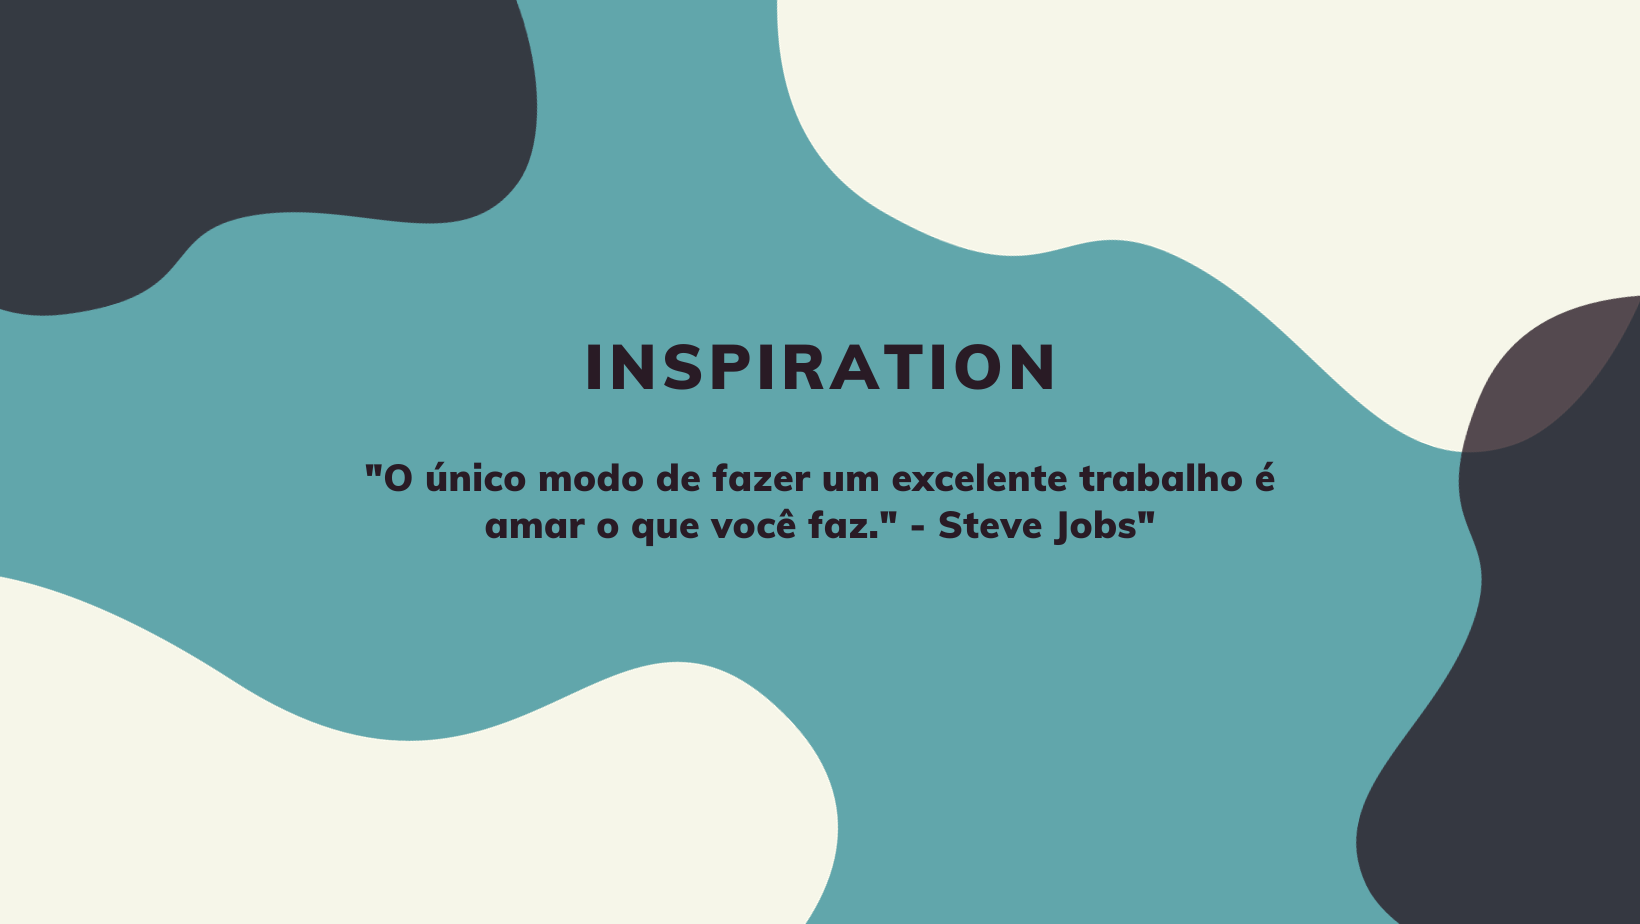 INSPIRATION
"O único modo de fazer um excelente trabalho é
amar o que você faz." - Steve Jobs"